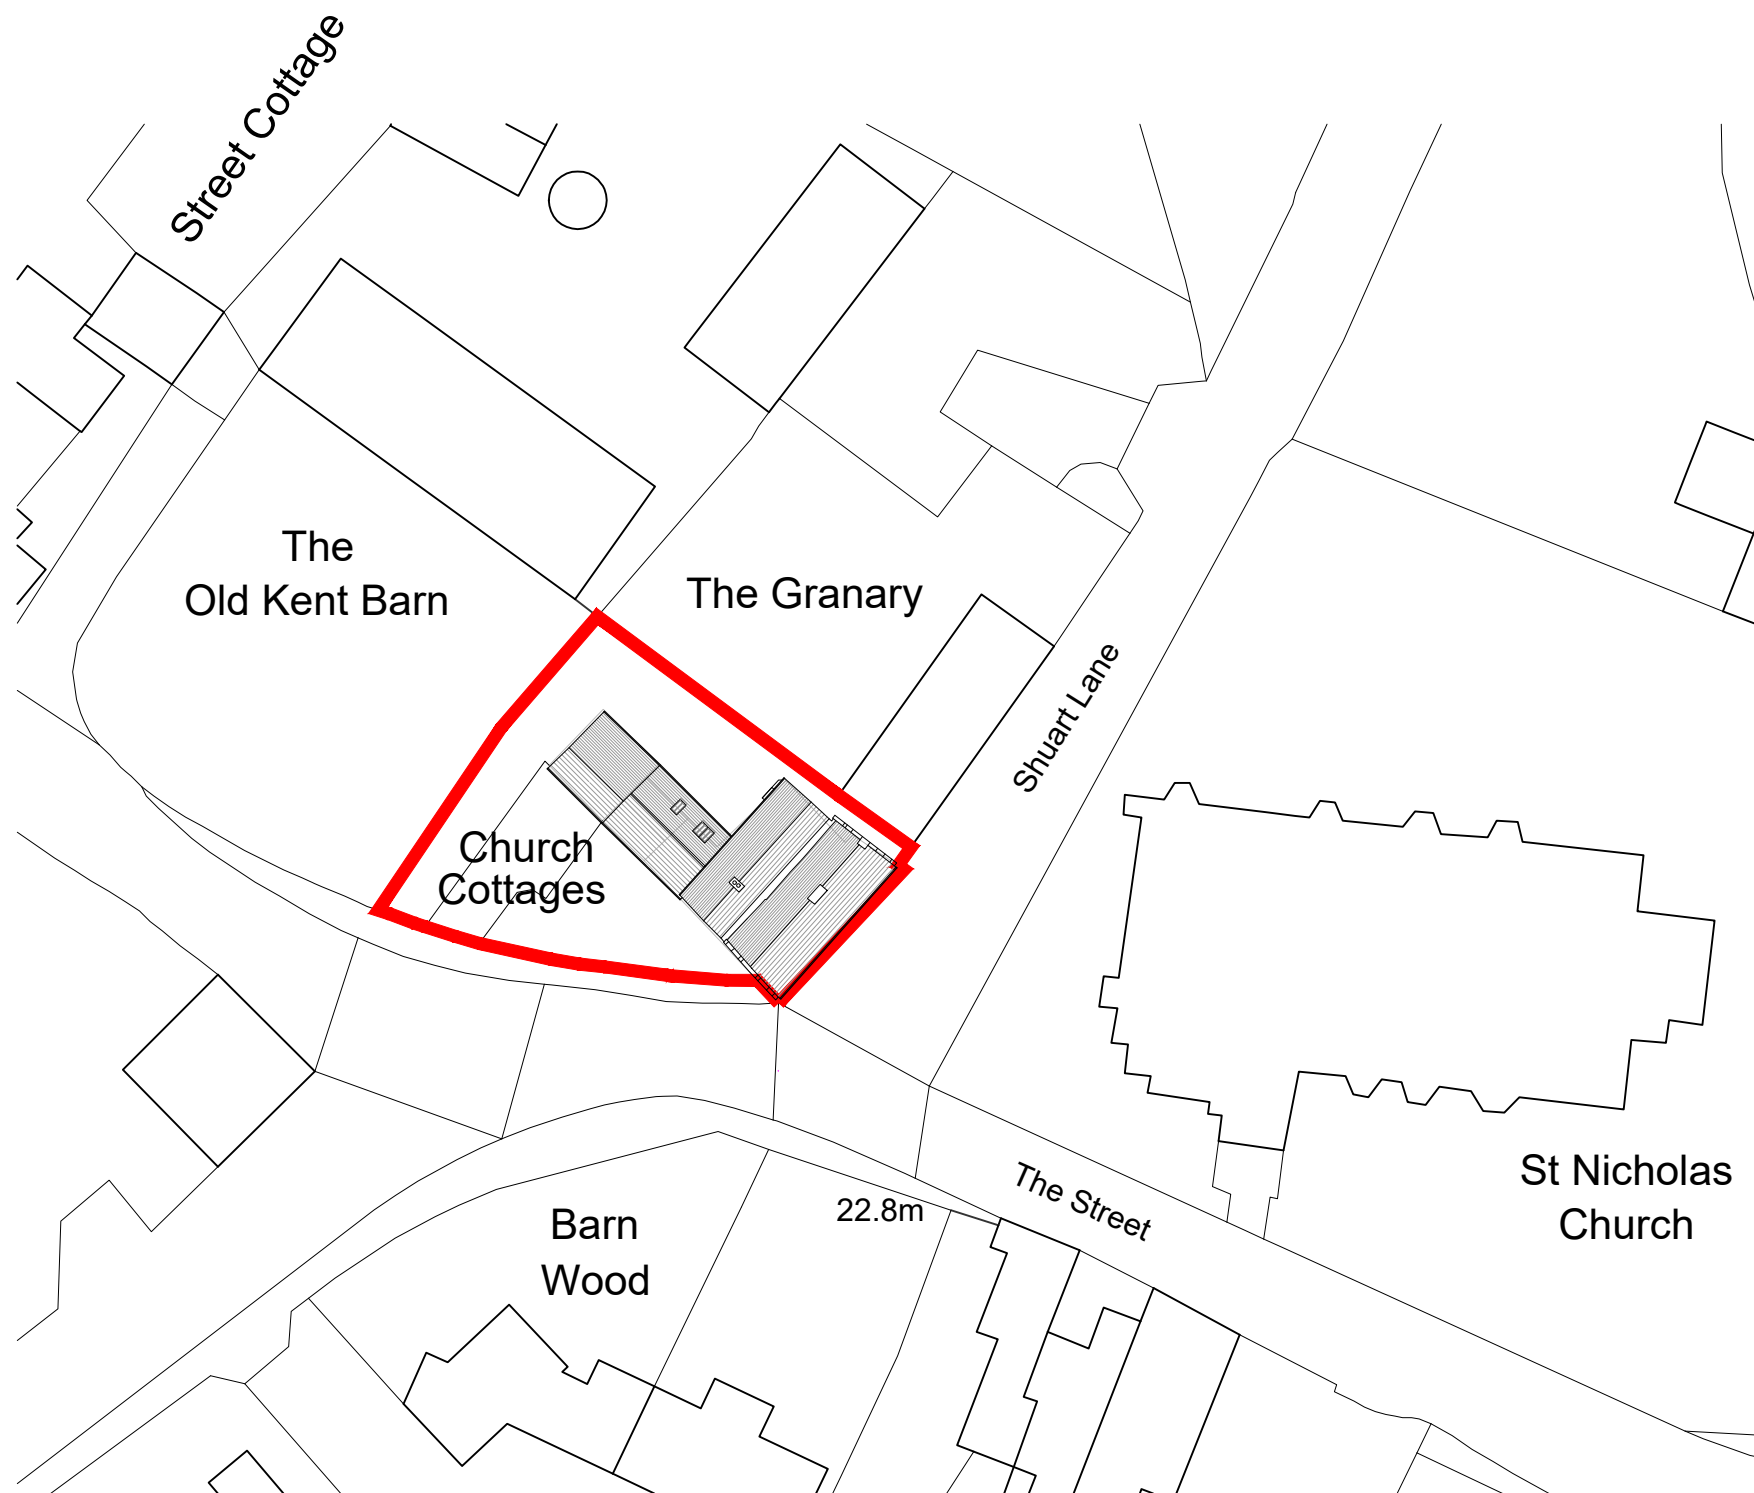 Street Cottage
The
Old Kent Barn
The Granary
Shuart Lane
Church
Cottages
St Nicholas
Church
The Street
22.8m
Barn
Wood